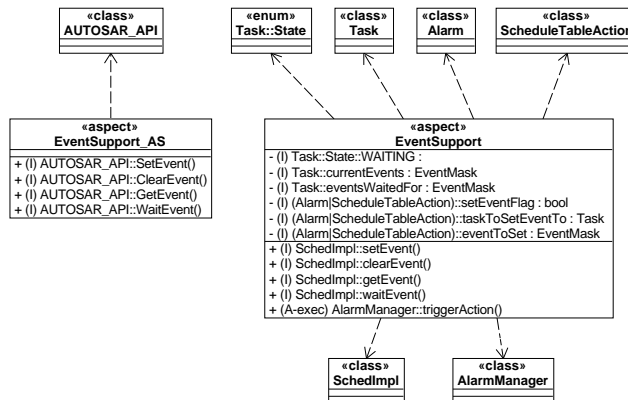 «class»
AUTOSAR_API
«enum»
Task::State
«class»
Task
«class»
Alarm
«class»
ScheduleTableAction
«aspect»
EventSupport_AS
+ (I) AUTOSAR_API::SetEvent()
+ (I) AUTOSAR_API::ClearEvent()
+ (I) AUTOSAR_API::GetEvent()
+ (I) AUTOSAR_API::WaitEvent()
«aspect»
EventSupport
- (I) Task::State::WAITING :
- (I) Task::currentEvents : EventMask
- (I) Task::eventsWaitedFor : EventMask
- (I) (Alarm|ScheduleTableAction)::setEventFlag : bool
- (I) (Alarm|ScheduleTableAction)::taskToSetEventTo : Task
- (I) (Alarm|ScheduleTableAction)::eventToSet : EventMask
+ (I) SchedImpl::setEvent()
+ (I) SchedImpl::clearEvent()
+ (I) SchedImpl::getEvent()
+ (I) SchedImpl::waitEvent()
+ (A-exec) AlarmManager::triggerAction()
«class»
SchedImpl
«class»
AlarmManager